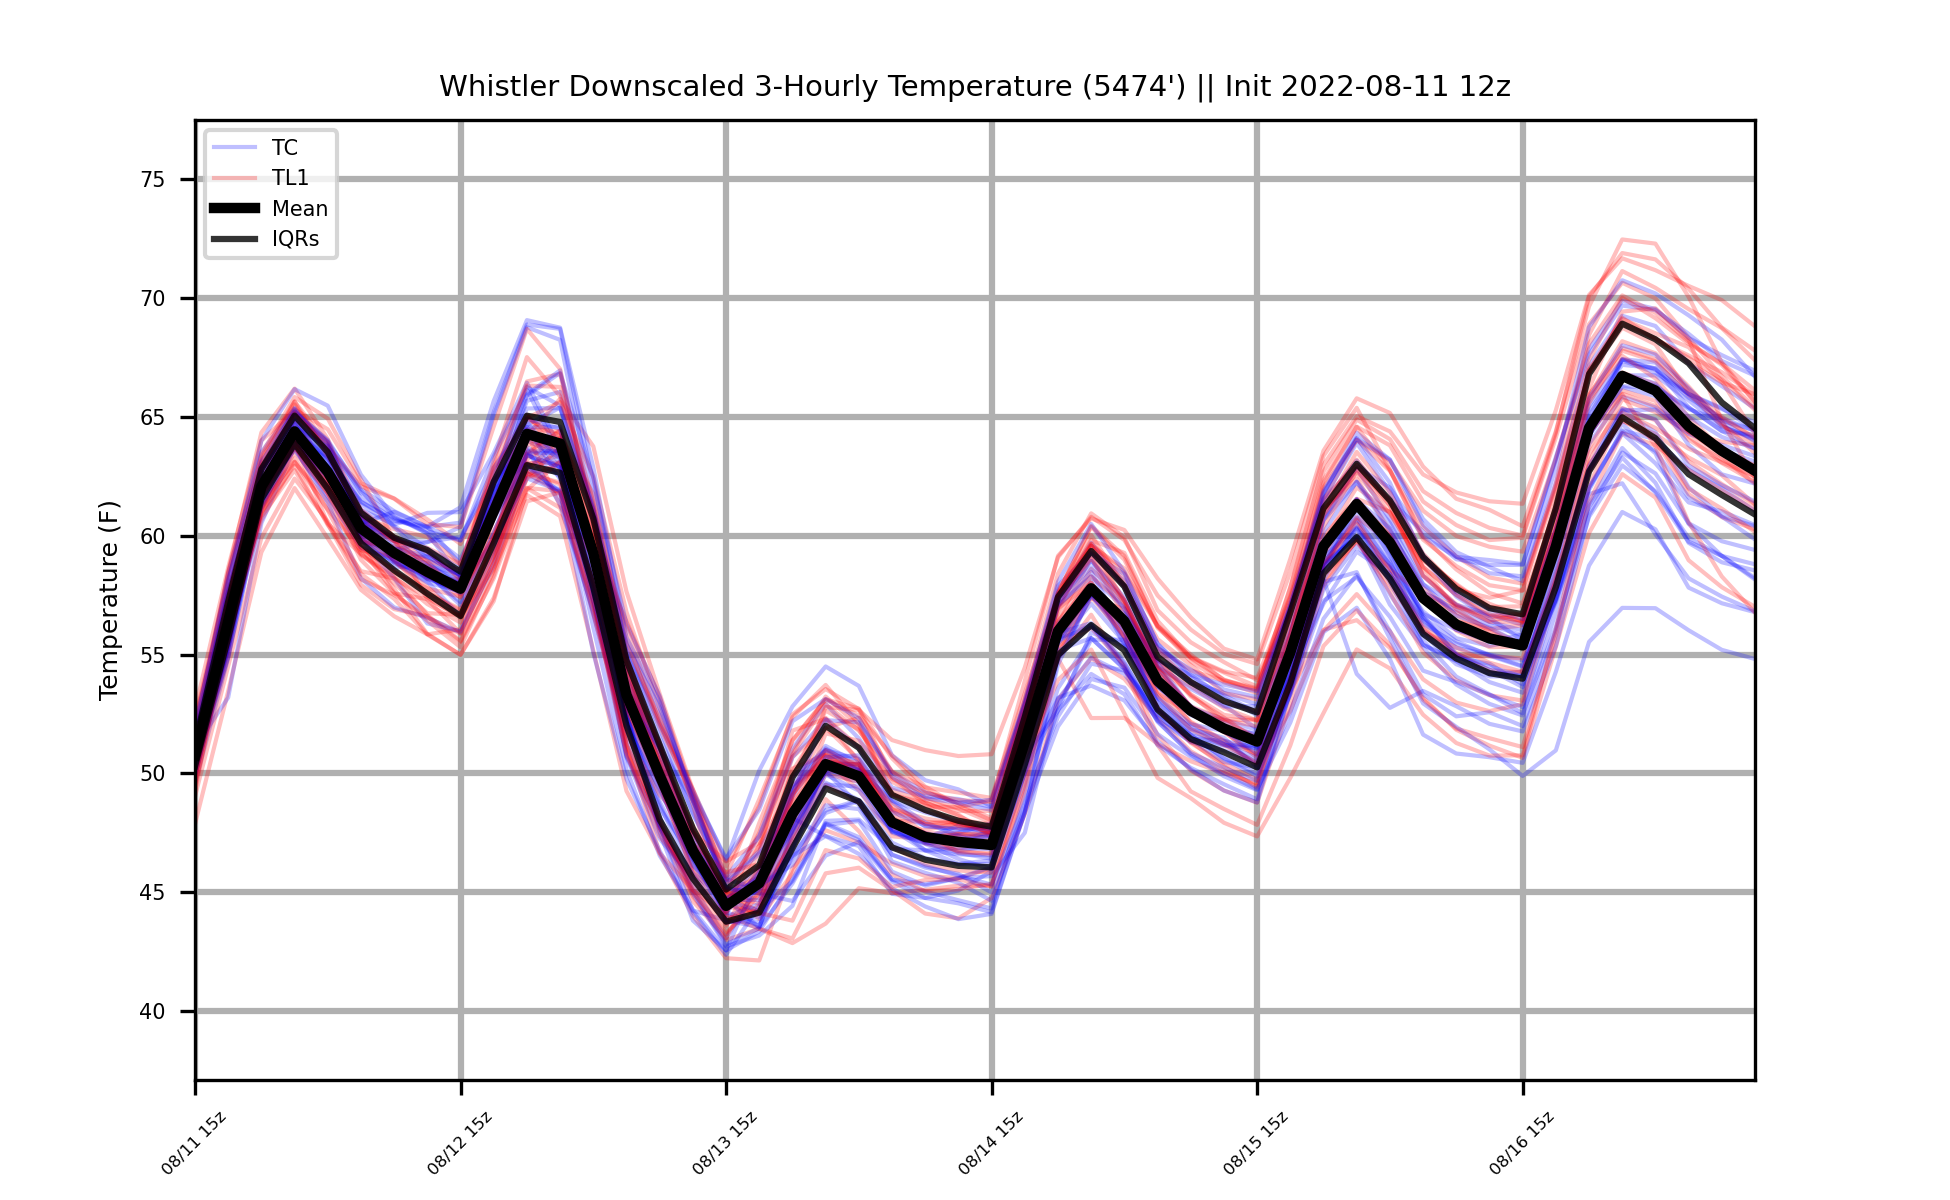 Whistler Downscaled 3-Hourly Temperature (5474') || Init 2022-08-11 12z
TC
TL1
Mean
IQRs
Temperature (F)
75
70
65
60
55
50
45
40
08/11 15z
08/12 15z
08/13 15z
08/14 15z
08/15 15z
08/16 15z